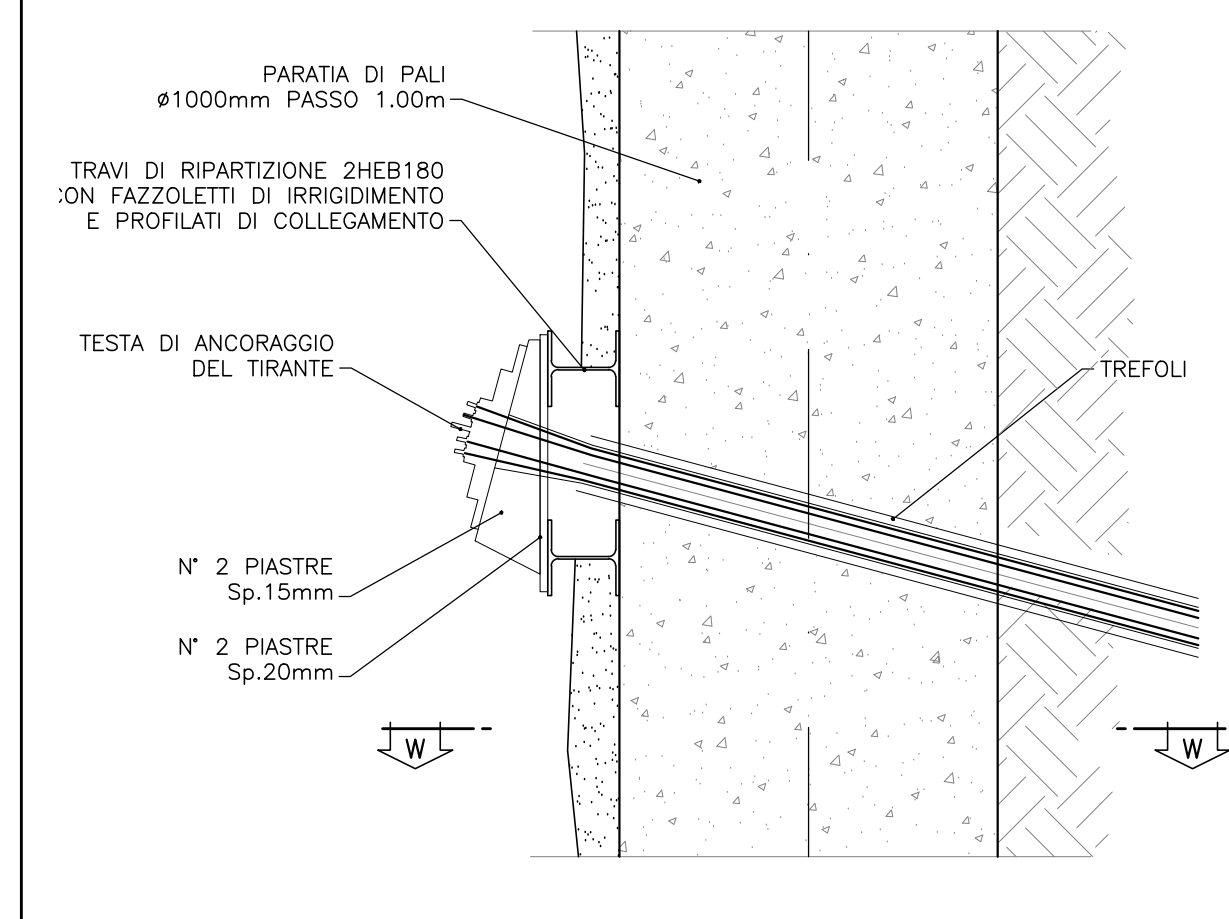 PARATIA DI PALI
ø1000mm PASSO 1.00m
TRAVI DI RIPARTIZIONE 2HEB180
CON FAZZOLETTI DI IRRIGIDIMENTO
E PROFILATI DI COLLEGAMENTO
TESTA DI ANCORAGGIO
DEL TIRANTE
TREFOLI
N° 2 PIASTRE
Sp.15mm
N° 2 PIASTRE
Sp.20mm
W
W